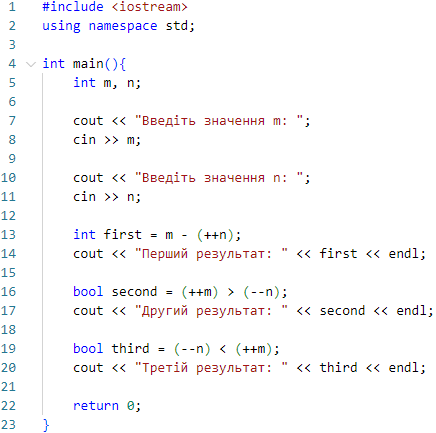 1 #include <iostream>
2 using namespace std;
3
4 int main(){
5     int m, n;
6
7     cout << "Введіть значення m: ";
8     cin >> m;
9
10     cout << "Введіть значення n: ";
11     cin >> n;
12
13     int first = m - (++n);
14     cout << "Перший результат: " << first << endl;
15
16     bool second = (++m) > (--n);
17     cout << "Другий результат: " << second << endl;
18
19     bool third = (--n) < (++m);
20     cout << "Третій результат: " << third << endl;
21
22     return 0;
23 }